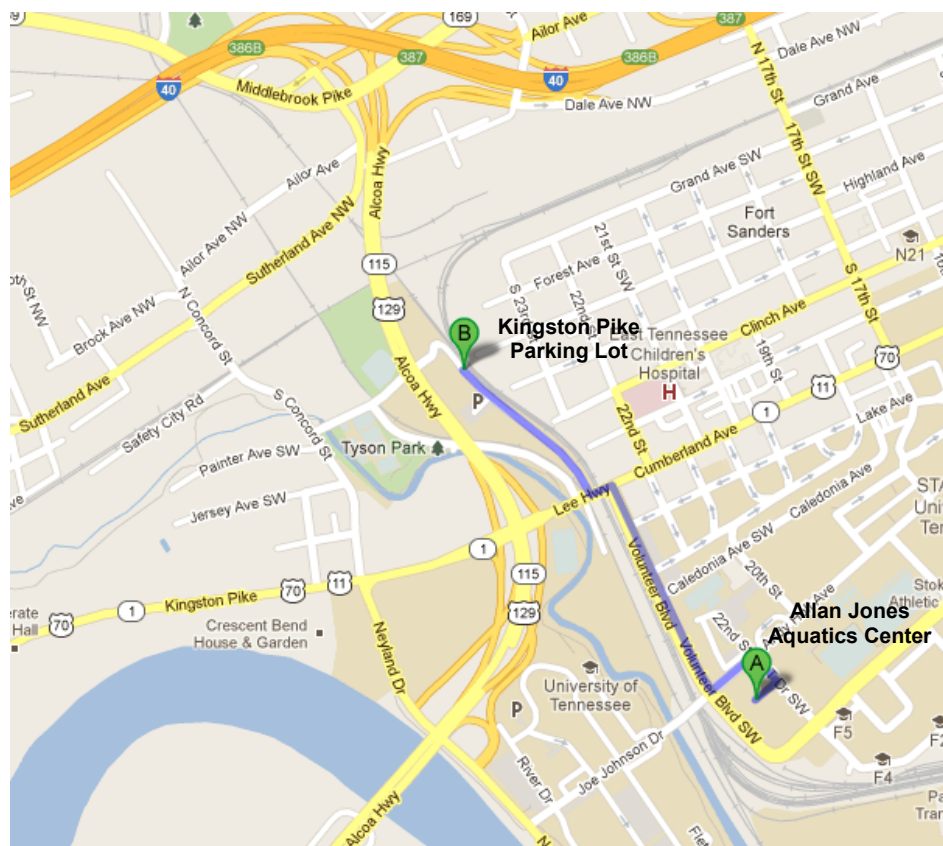 169
Ailor Ave
387
386B
387
386B
40
40
Middlebrook Pike
Dale Ave NW
Dale Ave NW
N 17th St
Grand Ave
17th St SW
Alcoa Hwy
Ailor Ave
Grand Ave SW
Highland Ave
Fort
Sanders
N21
Sutherland Ave NW
Ailor Ave NW
21st St SW
115
129
Forest Ave
S 23rd
22nd
S 17th St
N Concord St
Brock Ave NW
B
Kingston Pike
Parking Lot
Clinch Ave
East Tennessee
Children's
Hospital
H
19th St
70
11
1
Alcoa Hwy
P
Sutherland Ave
Safety City Rd
S Concord St
22nd St
Cumberland Ave
Lake Ave
Tyson Park
Painter Ave SW
Jersey Ave SW
Lee Hwy
Caledonia Ave
Caledonia Ave SW
Volunteer Blvd
20th St
1
115
129
11
70
Kingston Pike
1
70
Hall
Crescent Bend
House & Garden
Neyland Dr
22nd
Allan Jones
Aquatics Center
A
Dr SW
Volunteer Blvd SW
University of
Tennessee
P
F5
F4
River Dr
Joe Johnson Dr
Alcoa Hwy